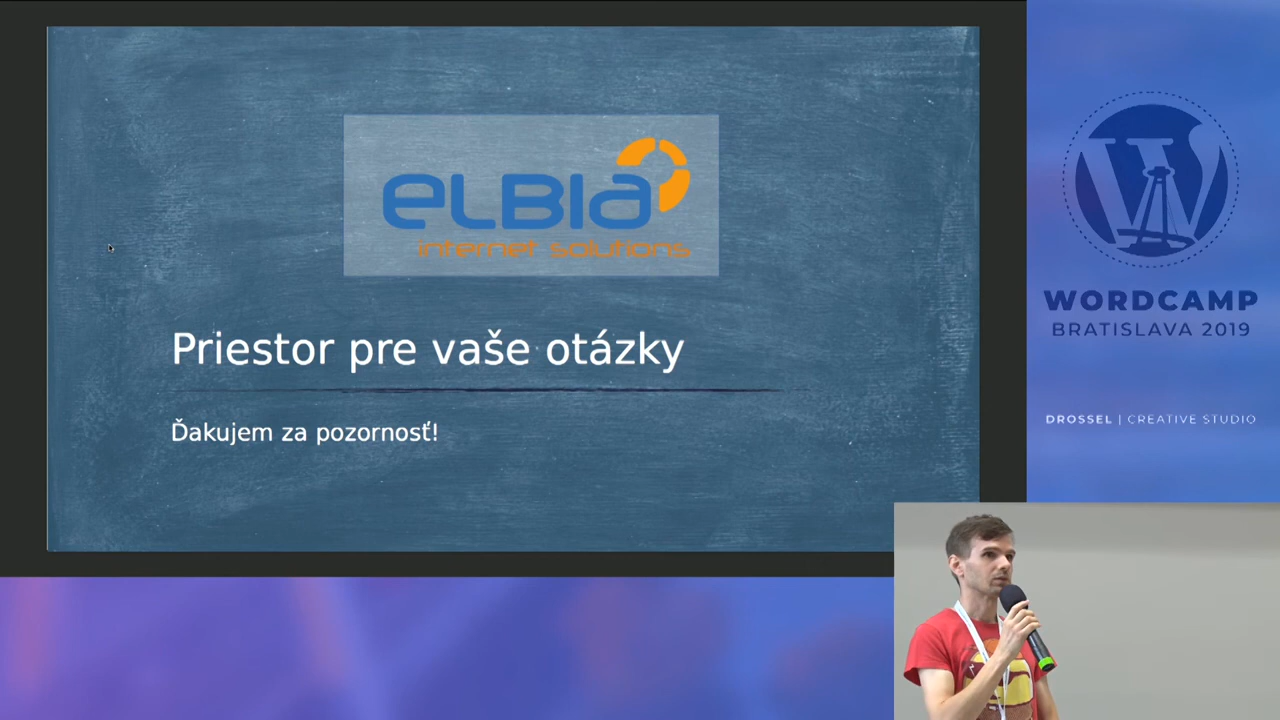 eLBIa
internet solutions
Priestor pre vaše otázky
Ďakujem za pozornosť!
WORDCAMP
BRATISLAVA 2019
DROSSEL | CREATIVE STUDIO